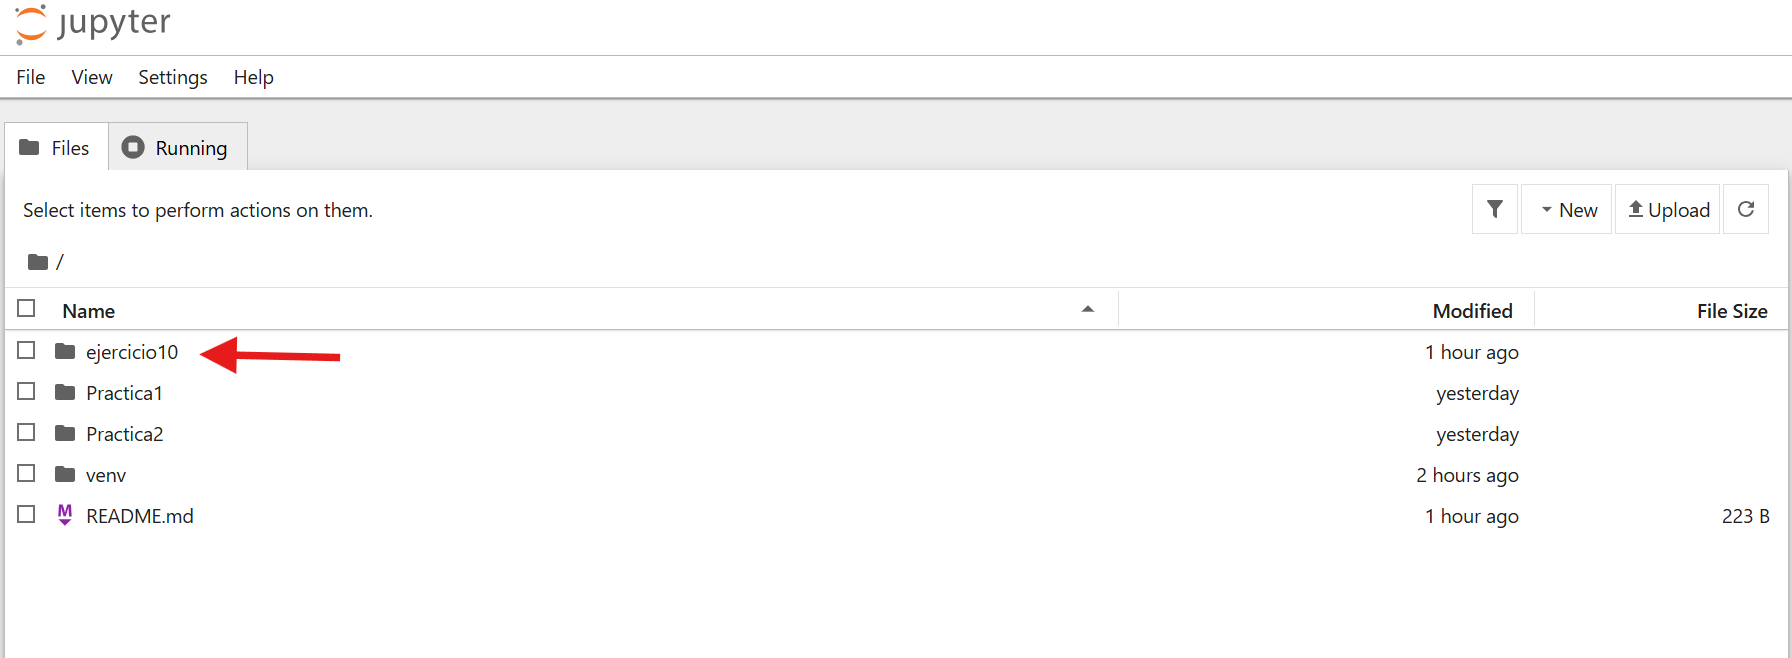 jupyter
File View Settings Help
Files Running
Select items to perform actions on them.
New Upload
/
Name Modified File Size
ejercicio10 1 hour ago
Practica1 yesterday
Practica2 yesterday
venv 2 hours ago
README.md 1 hour ago 223 B